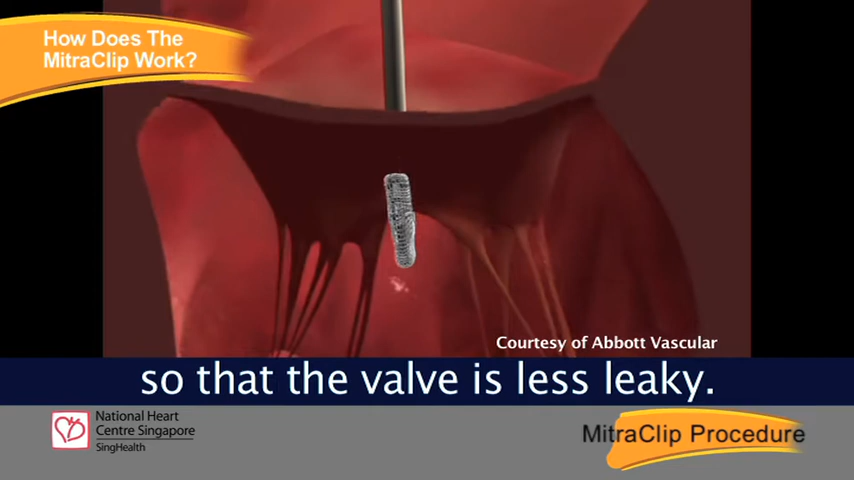 How Does The
MitraClip Work?
Courtesy of Abbott Vascular
so that the valve is less leaky.
National Heart
Centre Singapore
SingHealth
MitraClip Procedure